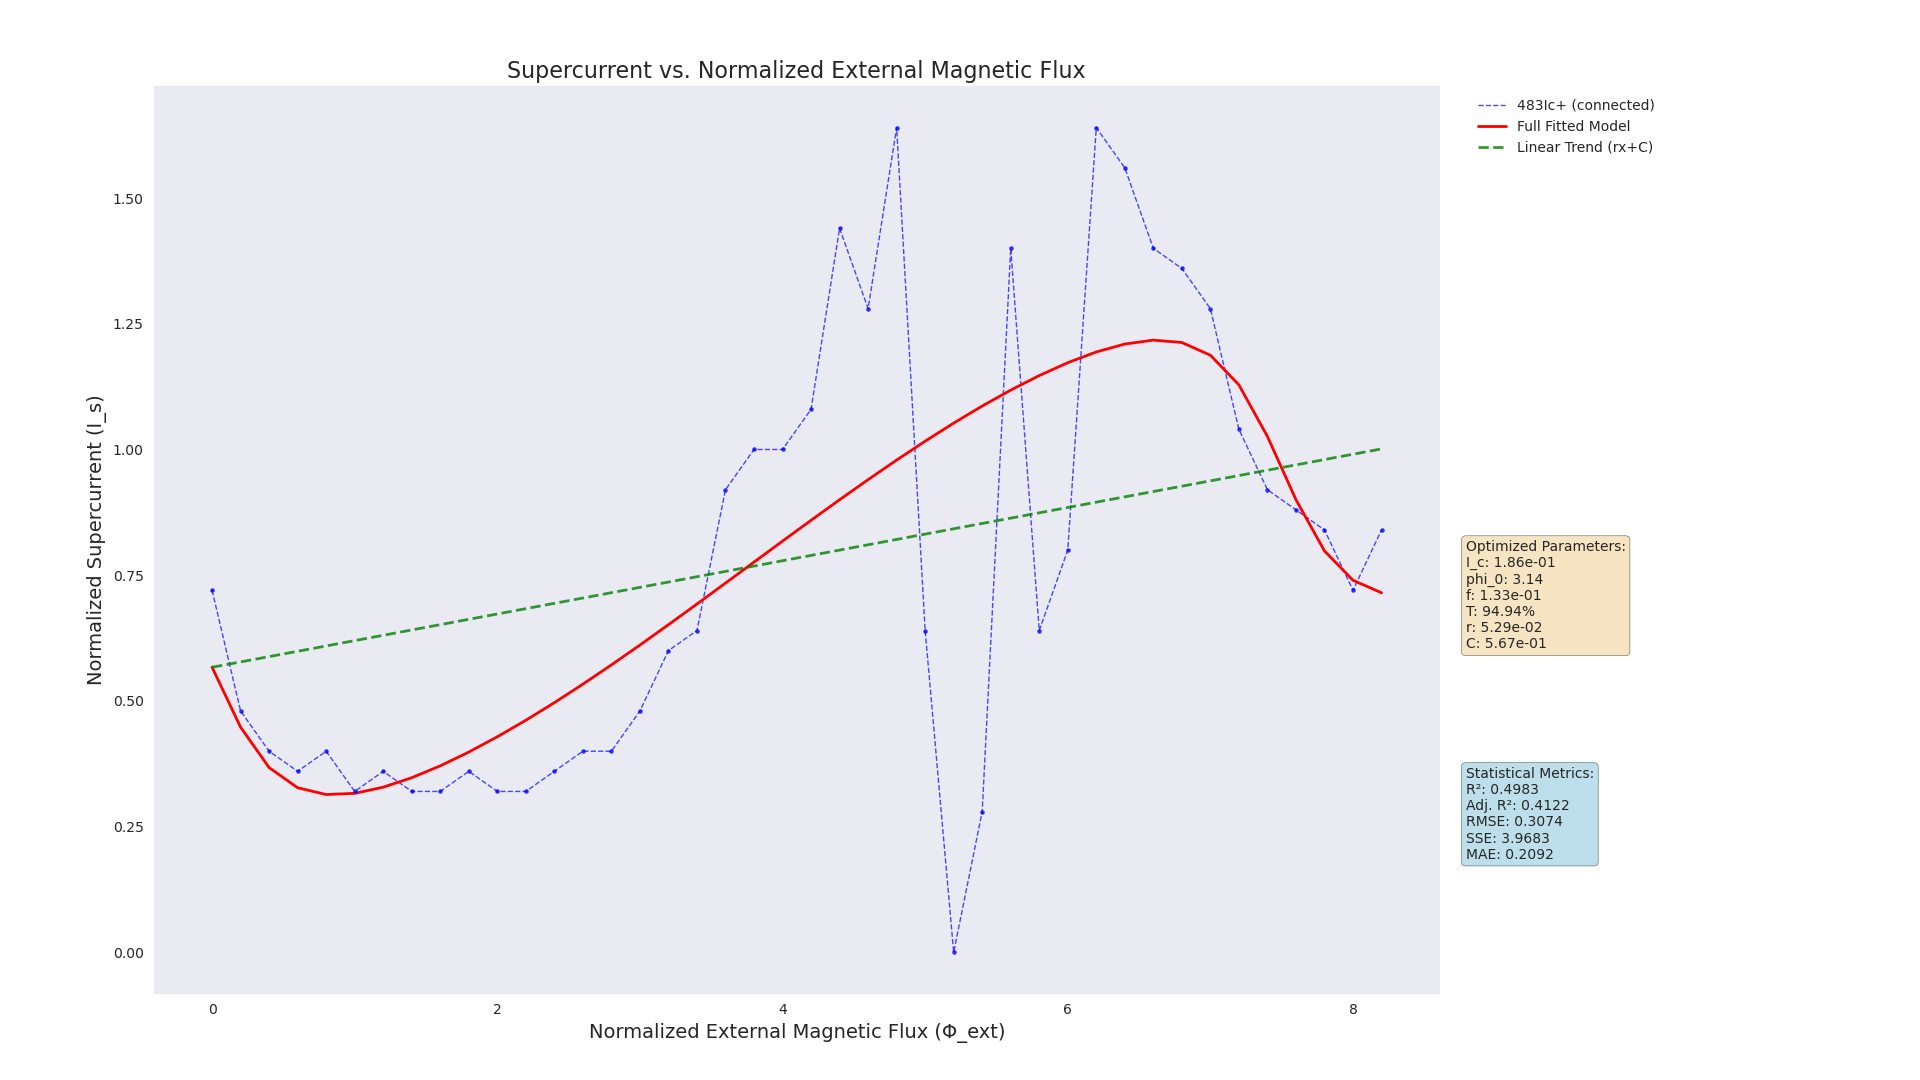 Supercurrent vs. Normalized External Magnetic Flux
483Ic+ (connected)
Full Fitted Model
Linear Trend (rx+C)
1.50
1.25
1.00
0.75
0.50
0.25
0.00
Normalized Supercurrent (I_s)
0
2
4
6
8
Normalized External Magnetic Flux (Φ_ext)
Optimized Parameters:
I_c: 1.86e-01
phi_0: 3.14
f: 1.33e-01
T: 94.94%
r: 5.29e-02
C: 5.67e-01
Statistical Metrics:
R²: 0.4983
Adj. R²: 0.4122
RMSE: 0.3074
SSE: 3.9683
MAE: 0.2092